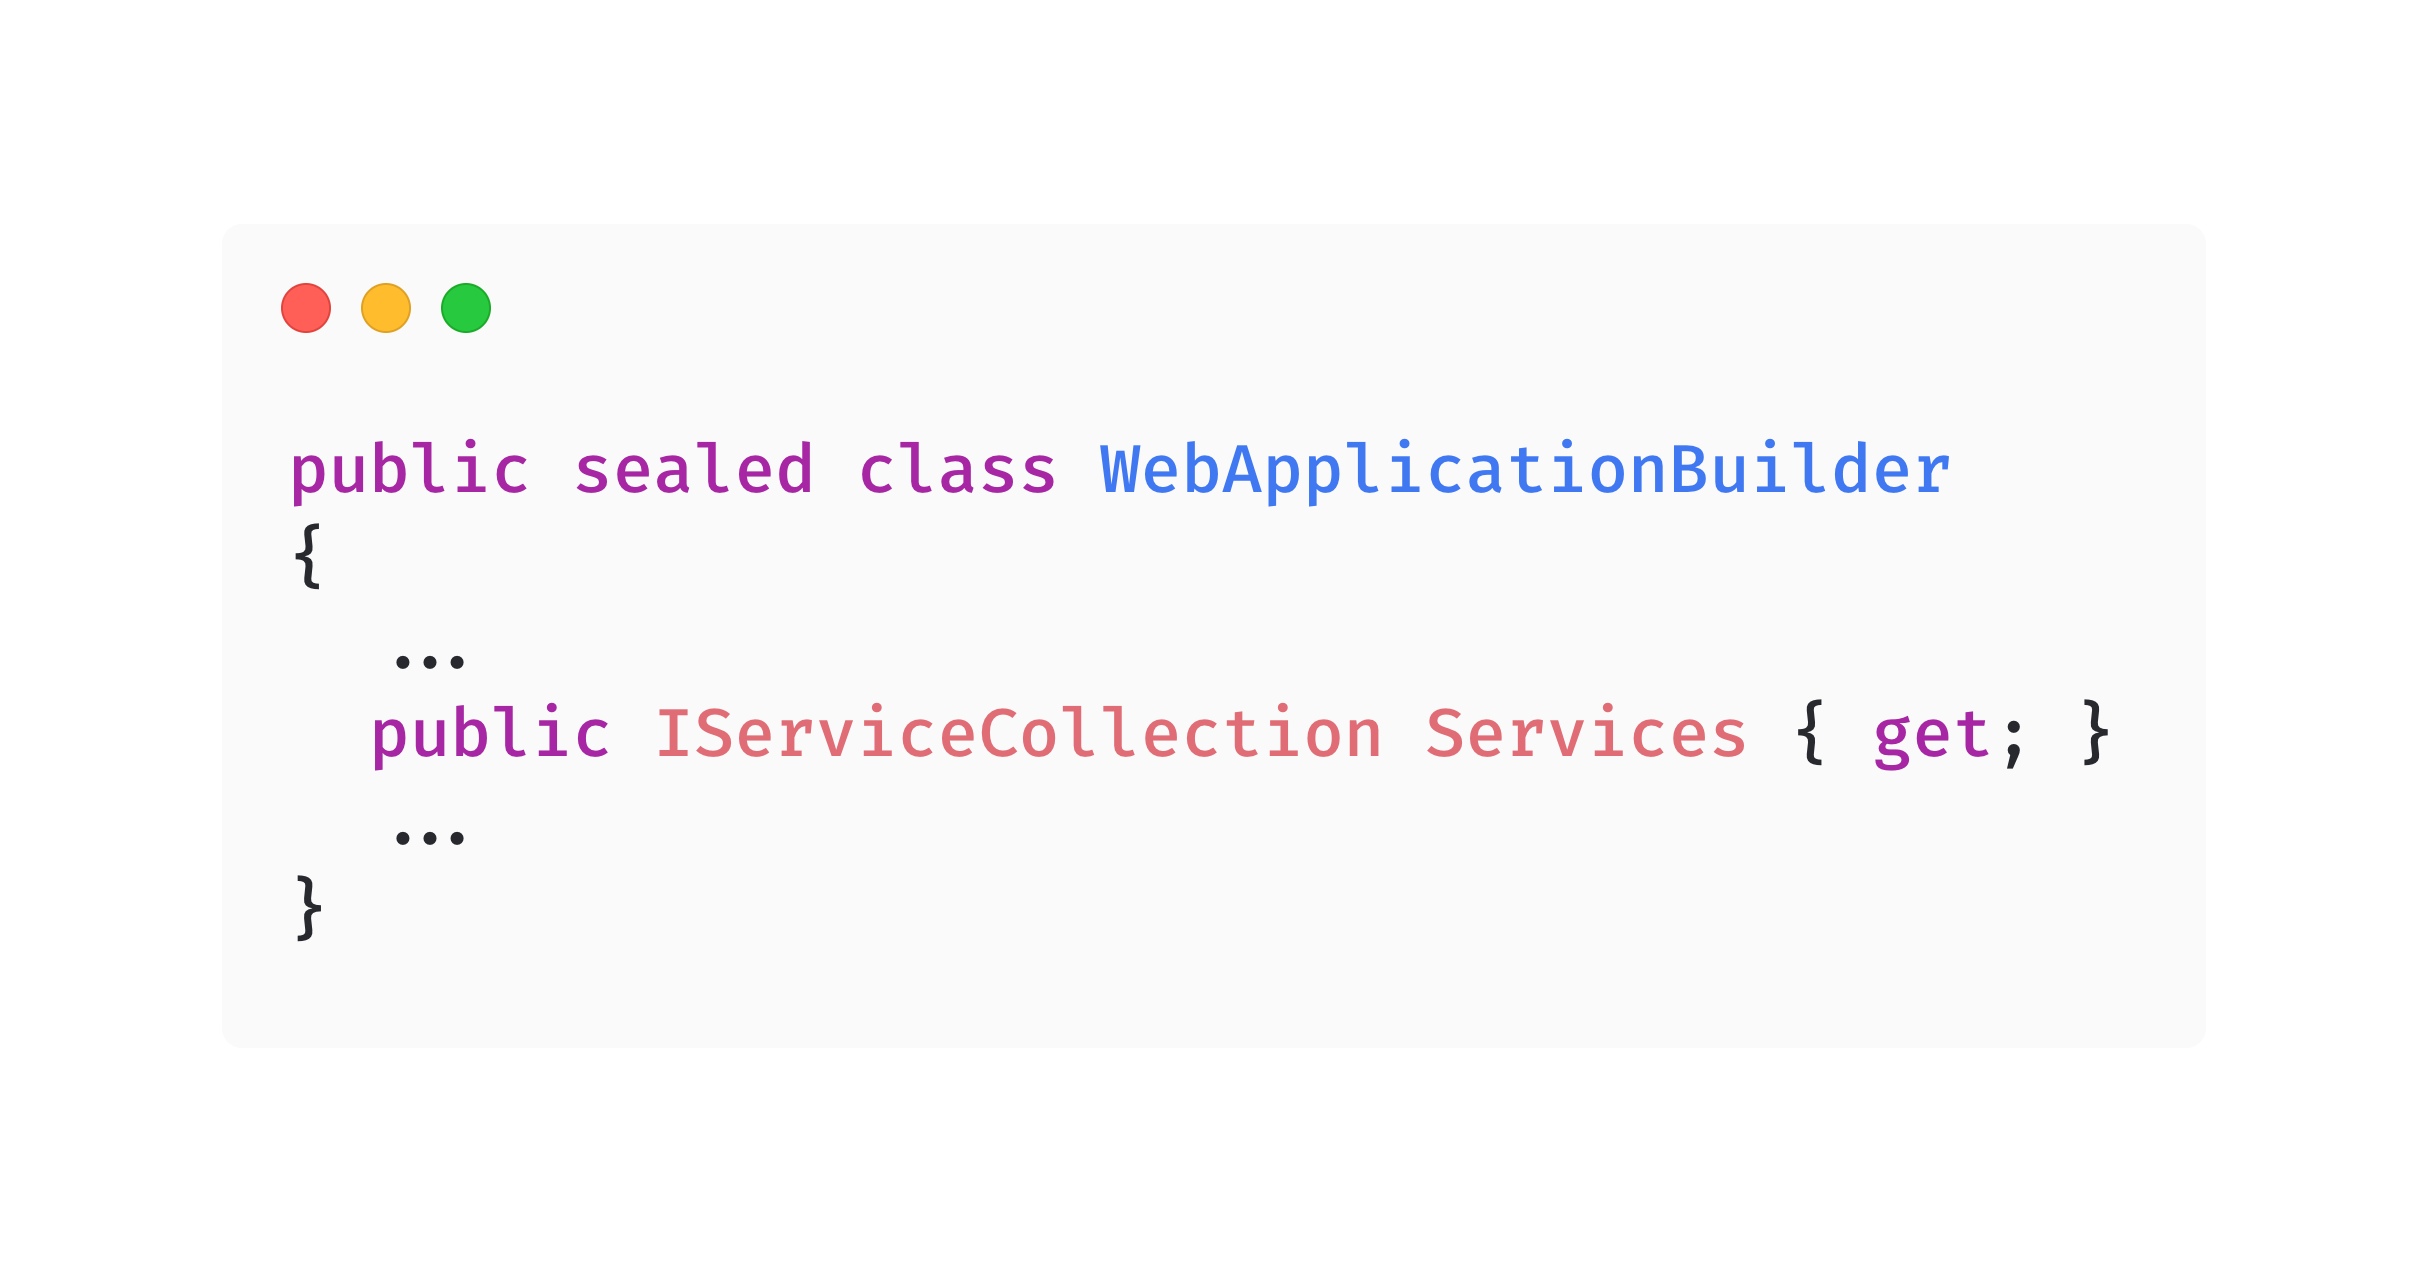 public sealed class WebApplicationBuilder
{
...
public IServiceCollection Services { get; }
...
}